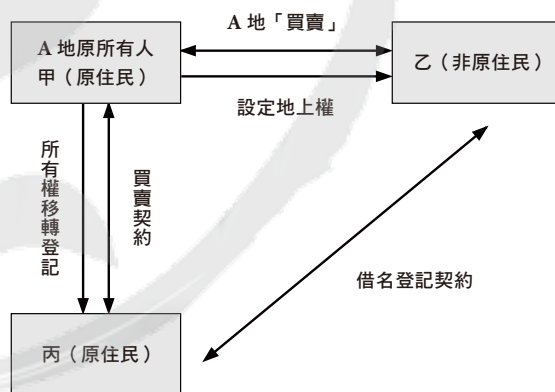 A 地「買賣」
A 地原所有人
甲（原住民）
乙（非原住民）
設定地上權
所有權移轉登記
買賣契約
借名登記契約
丙（原住民）